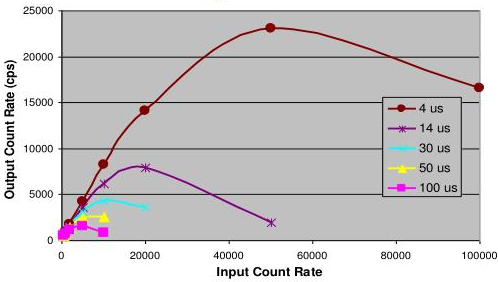 25000
20000
15000
10000
5000
0
Output Count Rate (cps)
4 us
14 us
30 us
50 us
100 us
0 20000 40000 60000 80000 100000
Input Count Rate